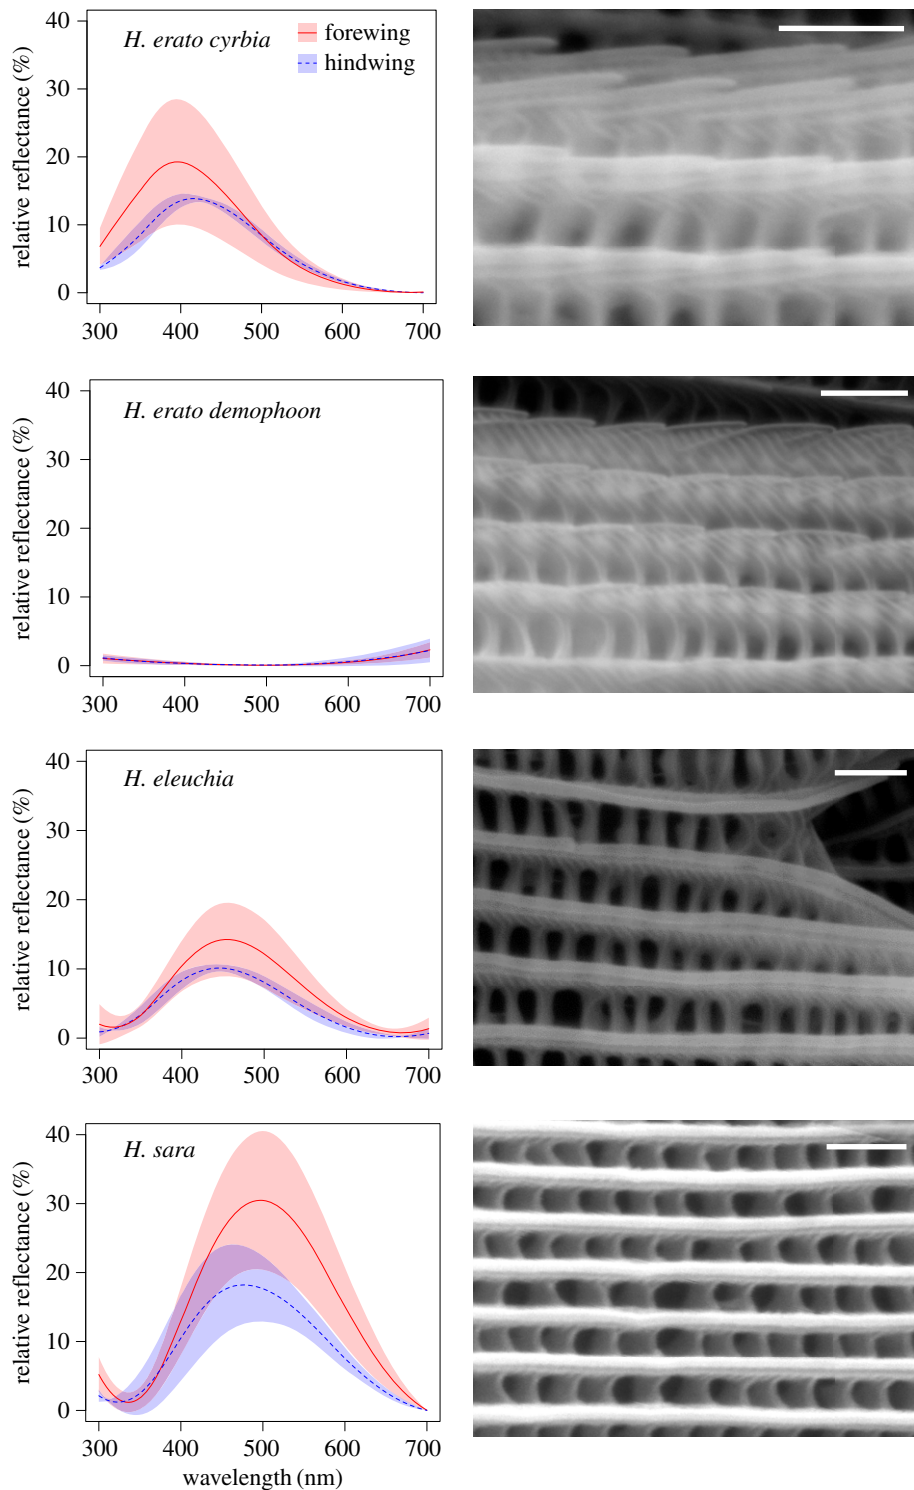 H. erato cyrbia
forewing
hindwing
relative reflectance (%)
40
30
20
10
0
300 400 500 600 700
H. erato demophoon
relative reflectance (%)
40
30
20
10
0
300 400 500 600 700
H. eleuchia
relative reflectance (%)
40
30
20
10
0
300 400 500 600 700
H. sara
relative reflectance (%)
40
30
20
10
0
300 400 500 600 700
wavelength (nm)